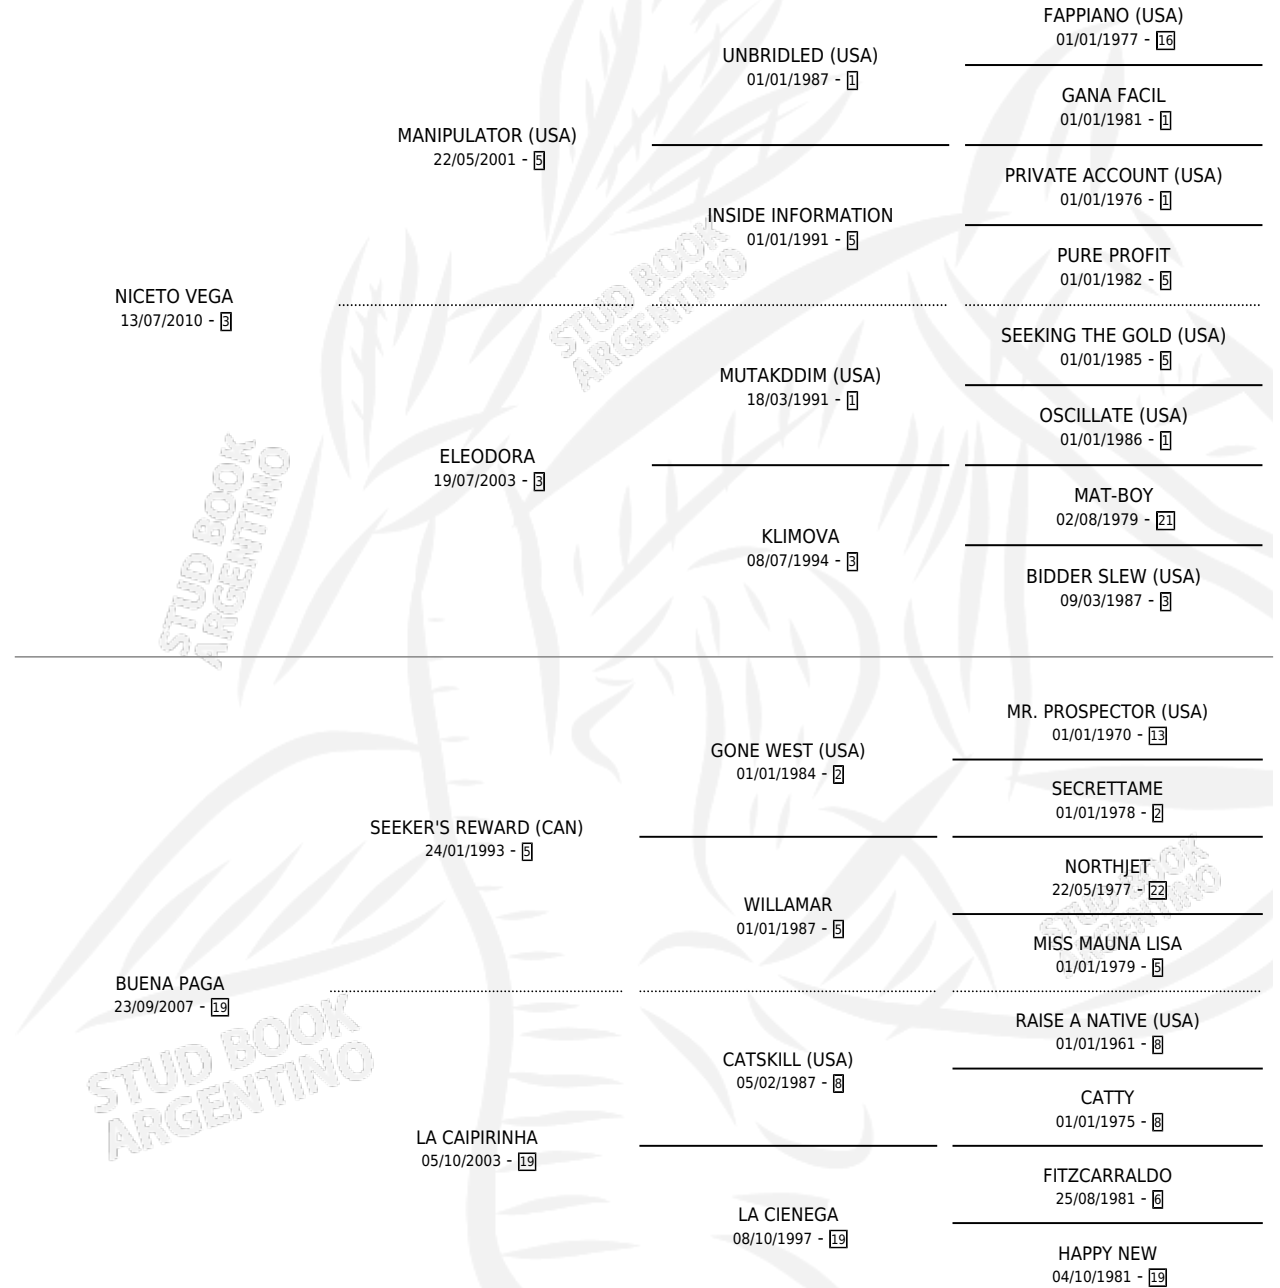 FAPPIANO (USA)
01/01/1977 - 16
UNBRIDLED (USA)
01/01/1987 - 1
GANA FACIL
01/01/1981 - 1
MANIPULATOR (USA)
22/05/2001 - 5
PRIVATE ACCOUNT (USA)
01/01/1976 - 1
INSIDE INFORMATION
01/01/1991 - 5
PURE PROFIT
01/01/1982 - 5
NICETO VEGA
13/07/2010 - 3
SEEKING THE GOLD (USA)
01/01/1985 - 5
MUTAKDDIM (USA)
18/03/1991 - 1
OSCILLATE (USA)
01/01/1986 - 1
ELEODORA
19/07/2003 - 3
MAT-BOY
02/08/1979 - 21
KLIMOVA
08/07/1994 - 3
BIDDER SLEW (USA)
09/03/1987 - 3
STUD BOOK
ARGENTINO
STUD BOOK
ARGENTINO
MR. PROSPECTOR (USA)
01/01/1970 - 13
GONE WEST (USA)
01/01/1984 - 2
SECRETTAME
01/01/1978 - 2
SEEKER'S REWARD (CAN)
24/01/1993 - 5
NORTHJET
22/05/1977 - 22
WILLAMAR
01/01/1987 - 5
MISS MAUNA LISA
01/01/1979 - 5
BUENA PAGA
23/09/2007 - 19
RAISE A NATIVE (USA)
01/01/1961 - 8
CATSKILL (USA)
05/02/1987 - 8
CATTY
01/01/1975 - 8
LA CAIPIRINHA
05/10/2003 - 19
FITZCARRALDO
25/08/1981 - 6
LA CIENEGA
08/10/1997 - 19
HAPPY NEW
04/10/1981 - 19
STUD BOOK
ARGENTINO
STUD BOOK
ARGENTINO